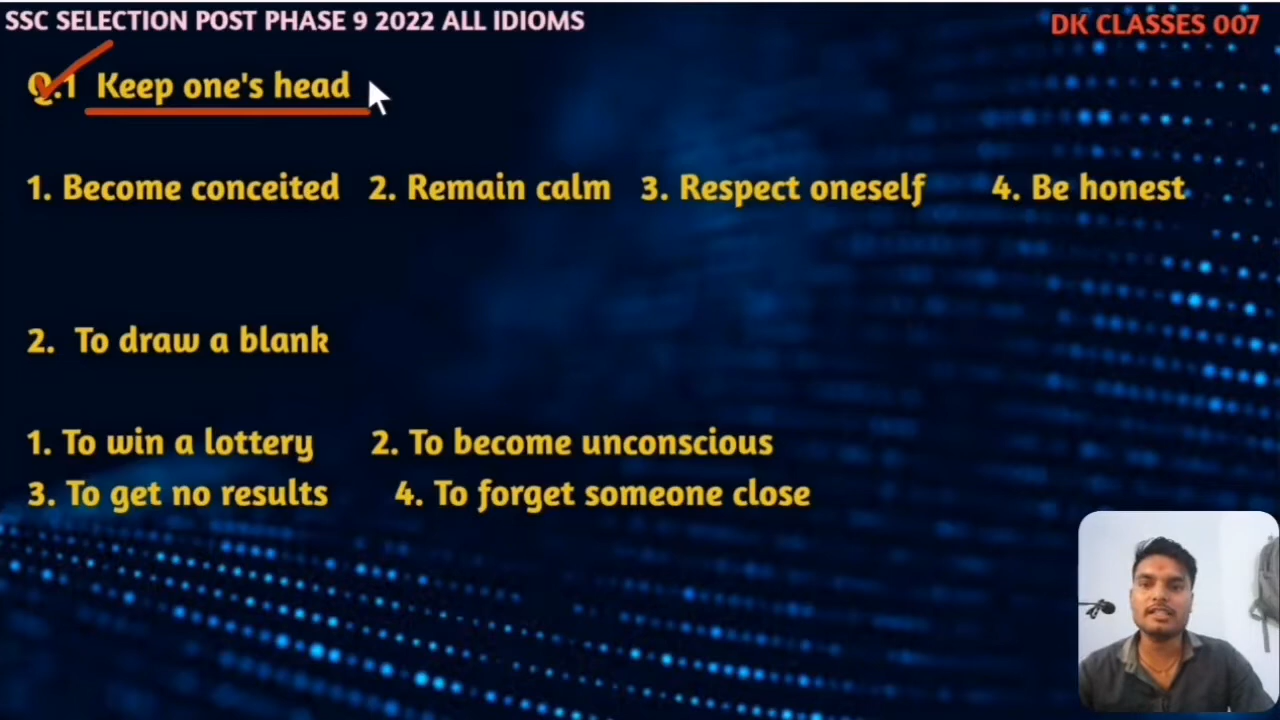 SSC SELECTION POST PHASE 9 2022 ALL IDIOMS DK CLASSES 007
Q.1 Keep one's head
1. Become conceited 2. Remain calm 3. Respect oneself 4. Be honest
2. To draw a blank
1. To win a lottery 2. To become unconscious
3. To get no results 4. To forget someone close